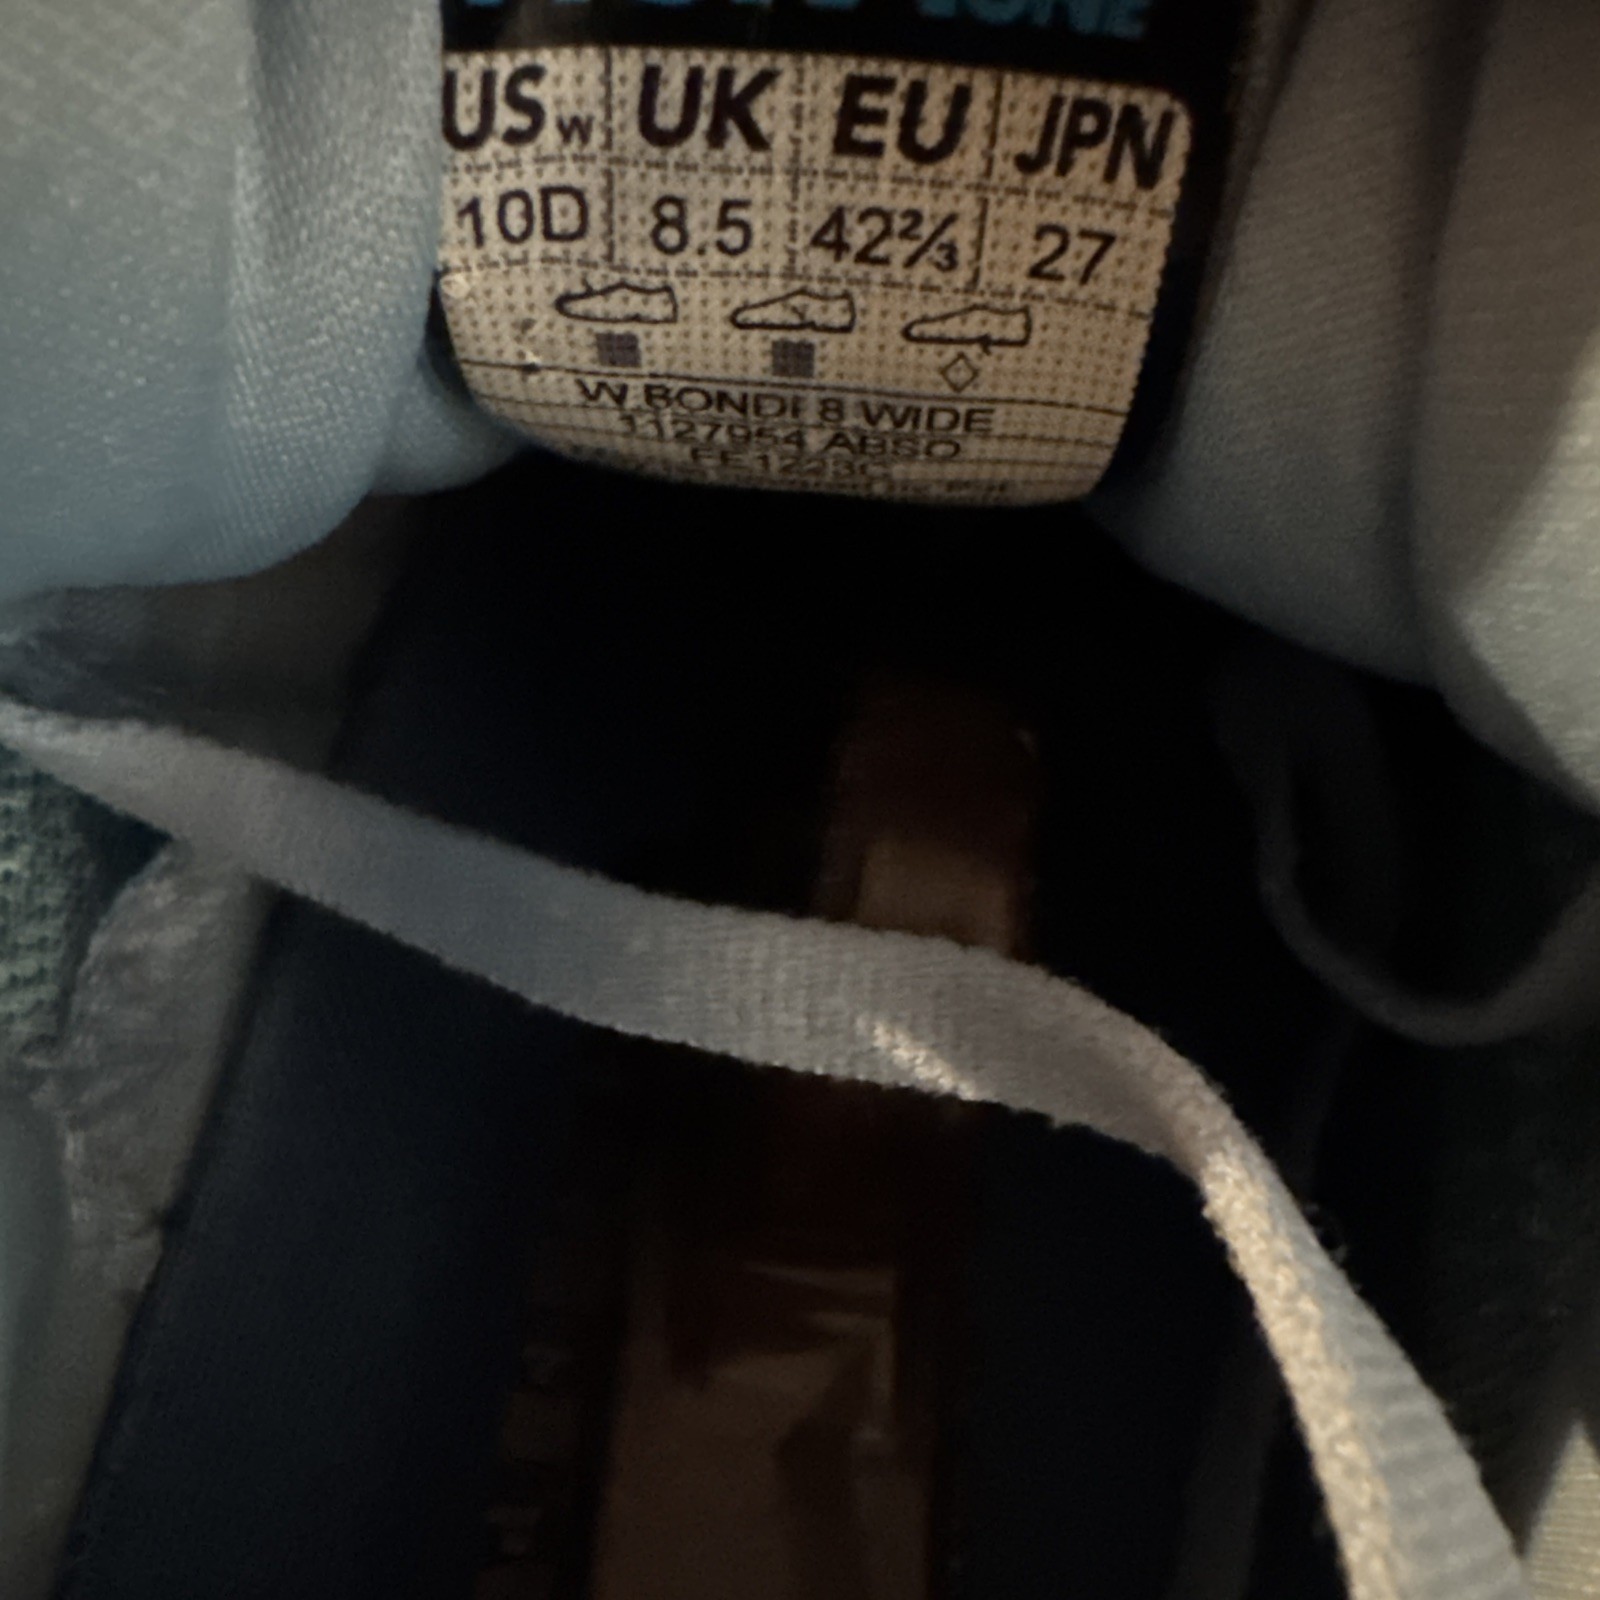 US W UK EU JPN
10D 8.5 42⅔ 27
W BONDI 8 WIDE
1127954 ABSO